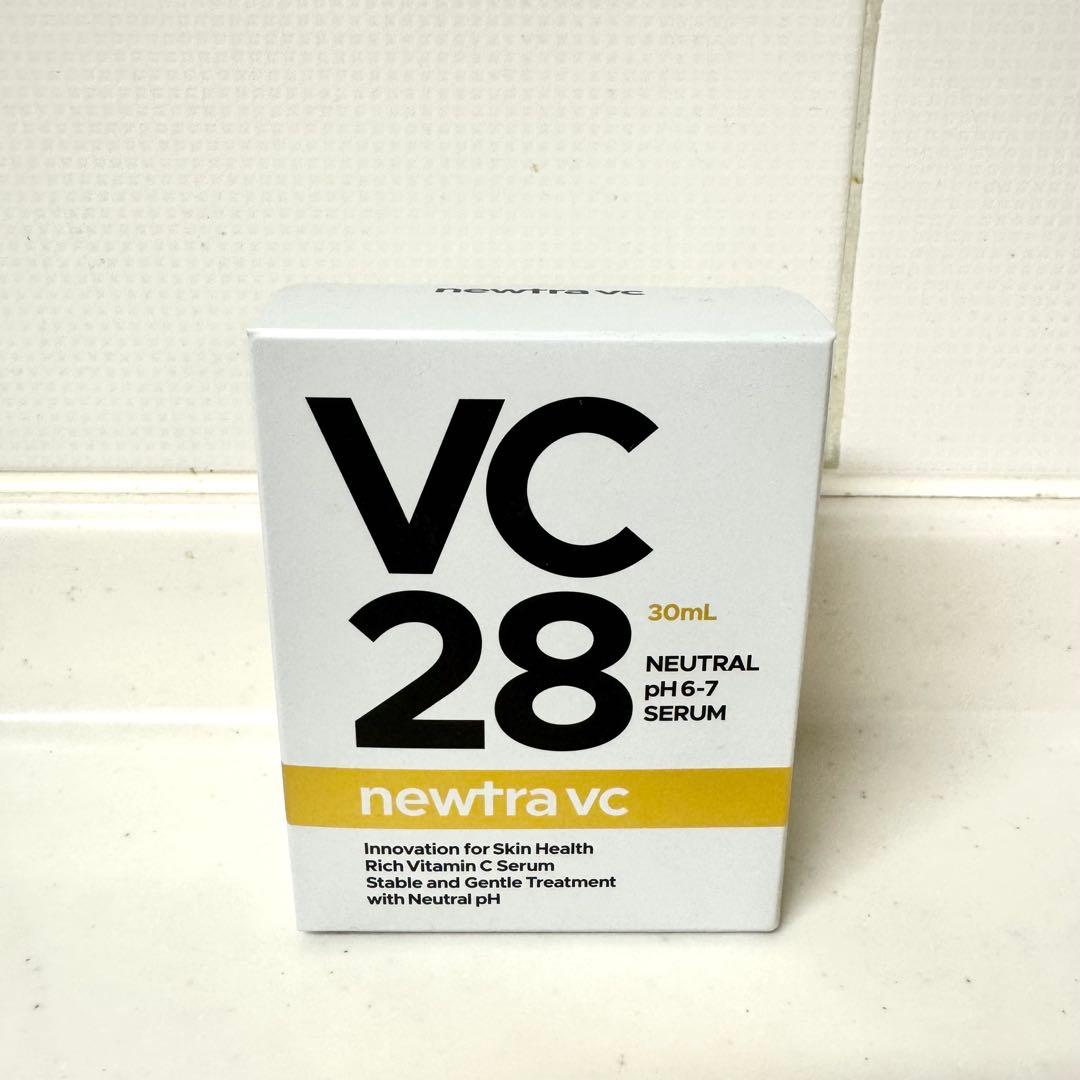 newtra vc
VC
28
30mL
NEUTRAL
pH 6-7
SERUM
newtra vc
Innovation for Skin Health
Rich Vitamin C Serum
Stable and Gentle Treatment
with Neutral pH